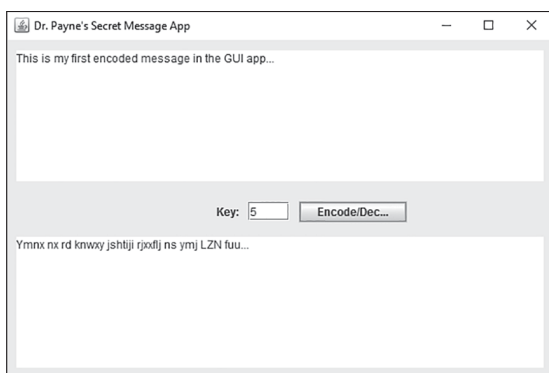 Dr. Payne's Secret Message App
This is my first encoded message in the GUI app...
Key: 5 Encode/Dec...
Ymnx nx rd knwxy jshtiji rjxxflj ns ymj LZN fuu...